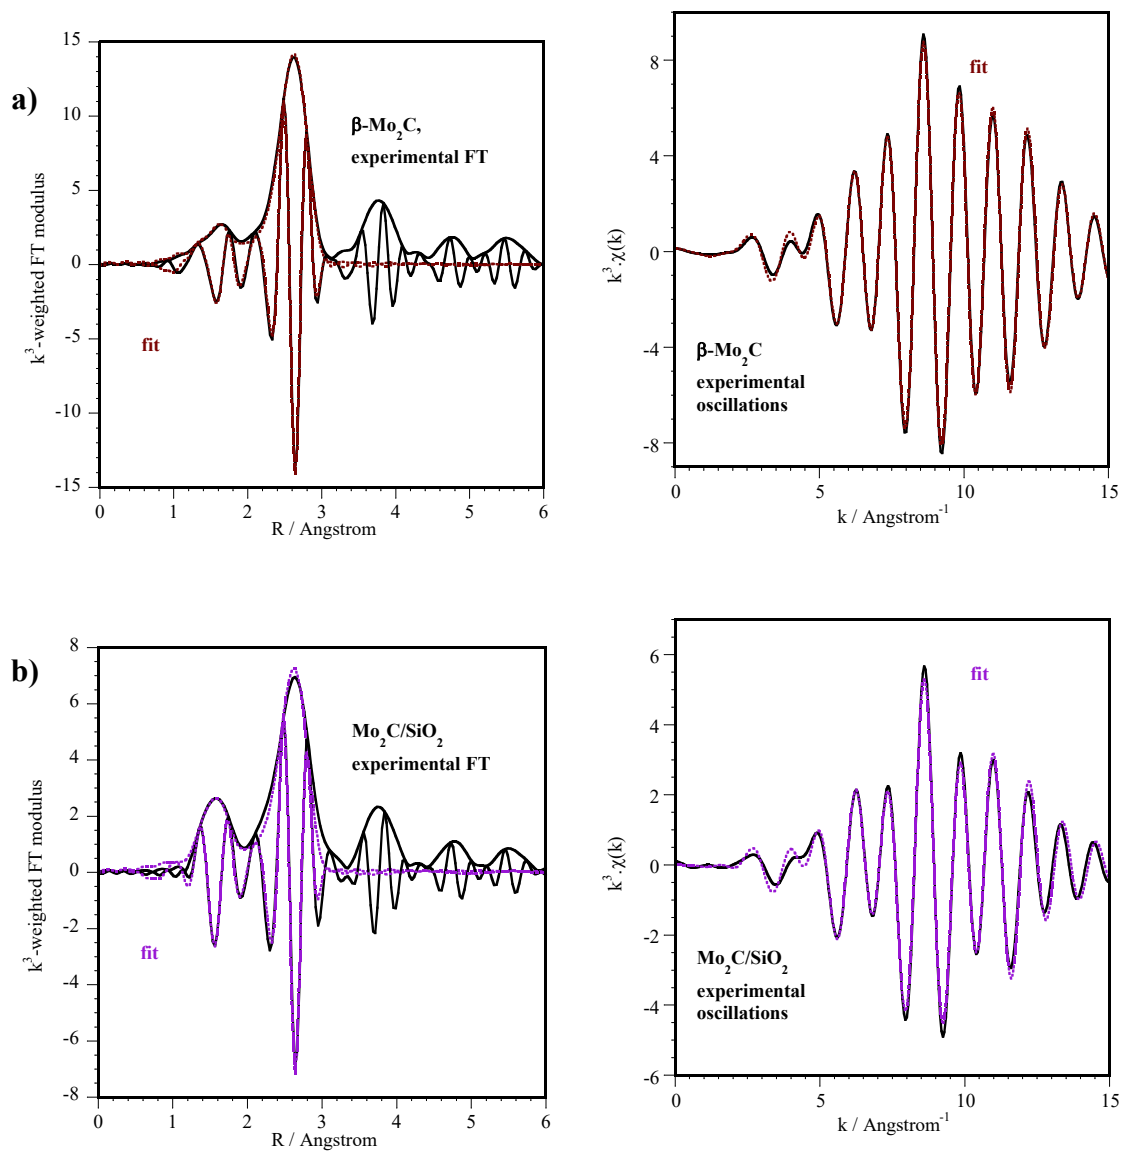 a)
k³-weighted FT modulus
15
10
5
0
-5
-10
-15
β-Mo₂C,
experimental FT
fit
0 1 2 3 4 5 6
R / Angstrom
k³.χ(k)
8
4
0
-4
-8
fit
β-Mo₂C
experimental
oscillations
0 5 10 15
k / Angstrom⁻¹
b)
k³-weighted FT modulus
8
6
4
2
0
-2
-4
-6
-8
Mo₂C/SiO₂
experimental FT
fit
0 1 2 3 4 5 6
R / Angstrom
k³.χ(k)
6
4
2
0
-2
-4
-6
fit
Mo₂C/SiO₂
experimental
oscillations
0 5 10 15
k / Angstrom⁻¹